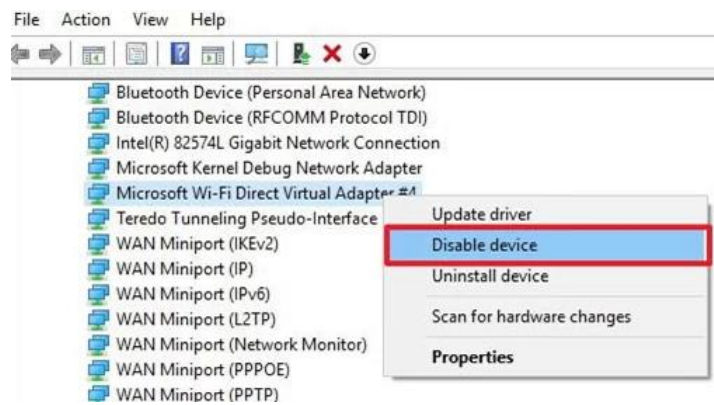 File Action View Help
Bluetooth Device (Personal Area Network)
Bluetooth Device (RFCOMM Protocol TDI)
Intel(R) 82574L Gigabit Network Connection
Microsoft Kernel Debug Network Adapter
Microsoft Wi-Fi Direct Virtual Adapter #4
Teredo Tunneling Pseudo-Interface
WAN Miniport (IKEv2)
WAN Miniport (IP)
WAN Miniport (IPv6)
WAN Miniport (L2TP)
WAN Miniport (Network Monitor)
WAN Miniport (PPPOE)
WAN Miniport (PPTP)
Update driver
Disable device
Uninstall device
Scan for hardware changes
Properties